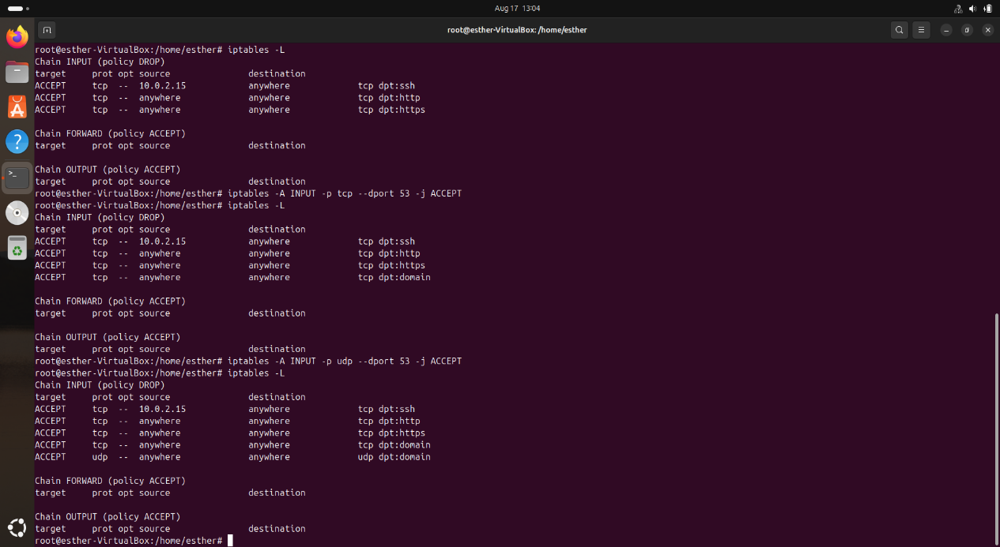 Aug 17 13:04
root@esther-VirtualBox: /home/esther
root@esther-VirtualBox:/home/esther# iptables -L
Chain INPUT (policy DROP)
target     prot opt source               destination
ACCEPT     tcp  --  10.0.2.15            anywhere             tcp dpt:ssh
ACCEPT     tcp  --  anywhere             anywhere             tcp dpt:http
ACCEPT     tcp  --  anywhere             anywhere             tcp dpt:https

Chain FORWARD (policy ACCEPT)
target     prot opt source               destination

Chain OUTPUT (policy ACCEPT)
target     prot opt source               destination
root@esther-VirtualBox:/home/esther# iptables -A INPUT -p tcp --dport 53 -j ACCEPT
root@esther-VirtualBox:/home/esther# iptables -L
Chain INPUT (policy DROP)
target     prot opt source               destination
ACCEPT     tcp  --  10.0.2.15            anywhere             tcp dpt:ssh
ACCEPT     tcp  --  anywhere             anywhere             tcp dpt:http
ACCEPT     tcp  --  anywhere             anywhere             tcp dpt:https
ACCEPT     tcp  --  anywhere             anywhere             tcp dpt:domain

Chain FORWARD (policy ACCEPT)
target     prot opt source               destination

Chain OUTPUT (policy ACCEPT)
target     prot opt source               destination
root@esther-VirtualBox:/home/esther# iptables -A INPUT -p udp --dport 53 -j ACCEPT
root@esther-VirtualBox:/home/esther# iptables -L
Chain INPUT (policy DROP)
target     prot opt source               destination
ACCEPT     tcp  --  10.0.2.15            anywhere             tcp dpt:ssh
ACCEPT     tcp  --  anywhere             anywhere             tcp dpt:http
ACCEPT     tcp  --  anywhere             anywhere             tcp dpt:https
ACCEPT     tcp  --  anywhere             anywhere             tcp dpt:domain
ACCEPT     udp  --  anywhere             anywhere             udp dpt:domain

Chain FORWARD (policy ACCEPT)
target     prot opt source               destination

Chain OUTPUT (policy ACCEPT)
target     prot opt source               destination
root@esther-VirtualBox:/home/esther#